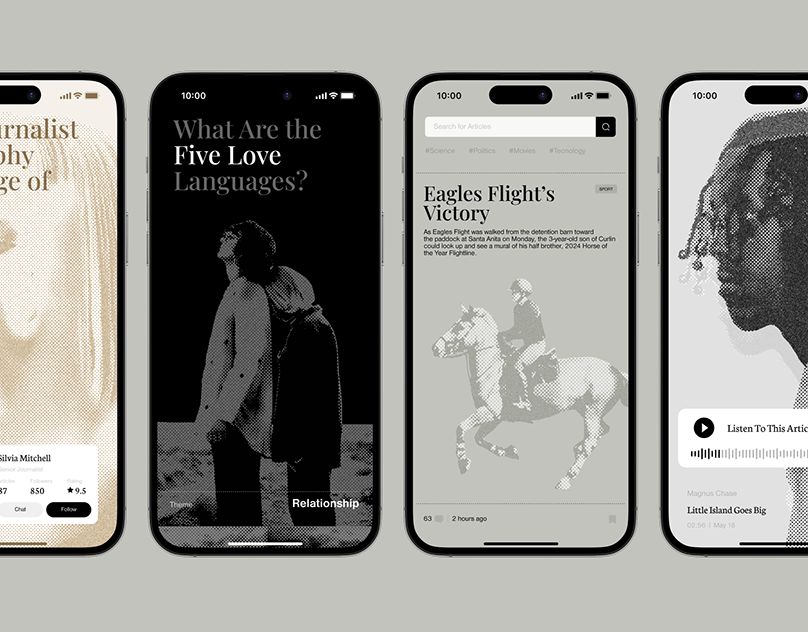 urnalist
phy
ge of
Silvia Mitchell
Senior Journalist
Articles
Followers
Rating
87
850
9.5
Chat
Follow
10:00
What Are the
Five Love
Languages?
Theme
Relationship
10:00
Search for Articles
#Science
#Politics
#Movies
#Tecnology
Eagles Flight's
Victory
SPORT
As Eagles Flight was walked from the detention barn toward
the paddock at Santa Anita on Monday, the 3-year-old son of Curlin
could look up and see a mural of his half brother, 2024 Horse of
the Year Flightline.
63
2 hours ago
10:00
Listen To This Artic
Magnus Chase
Little Island Goes Big
02:56 | May 18